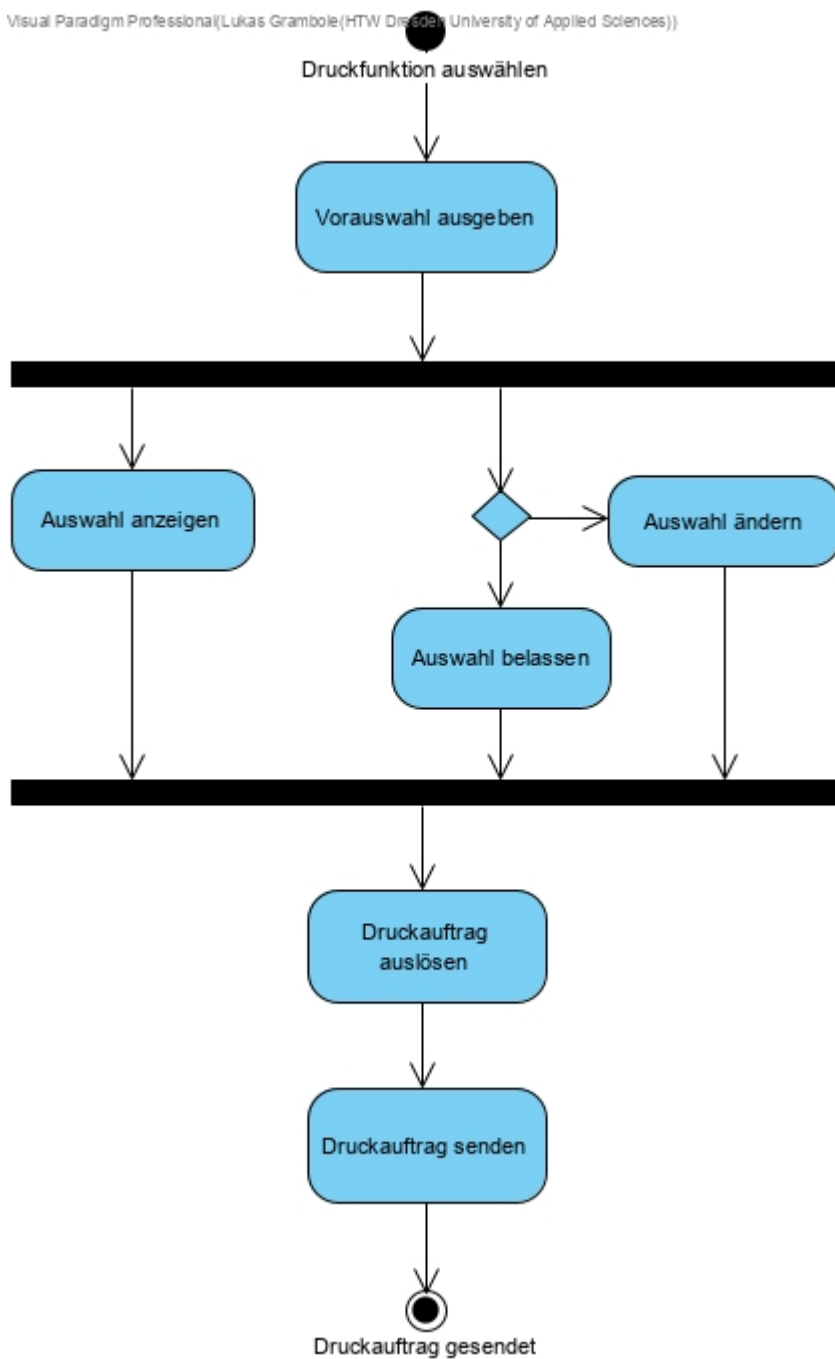 Visual Paradigm Professional(Lukas Grambole(HTW Dresden University of Applied Sciences))
Druckfunktion auswählen
Vorauswahl ausgeben
Auswahl anzeigen
Auswahl ändern
Auswahl belassen
Druckauftrag
auslösen
Druckauftrag senden
Druckauftrag gesendet